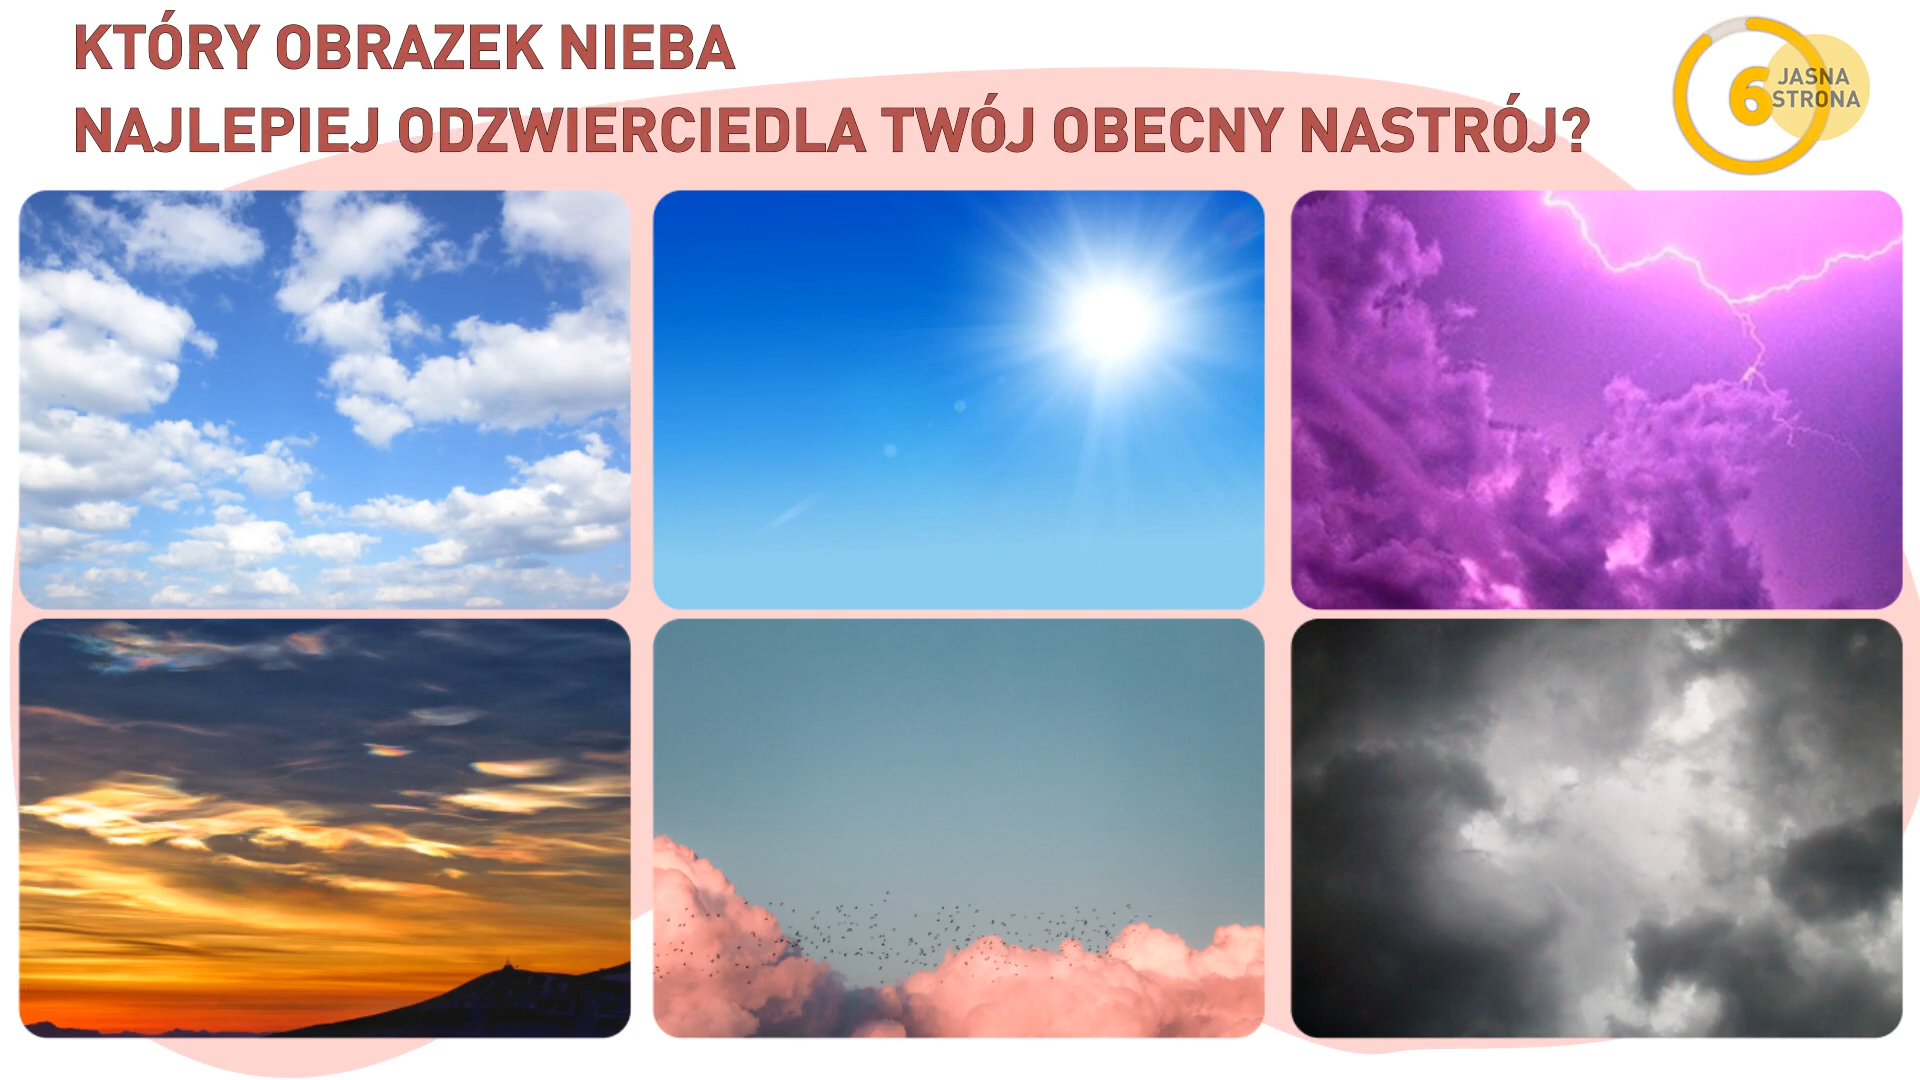 KTÓRY OBRAZEK NIEBA
NAJLEPIEJ ODZWIERCIEDLA TWÓJ OBECNY NASTRÓJ?
6
JASNA
STRONA